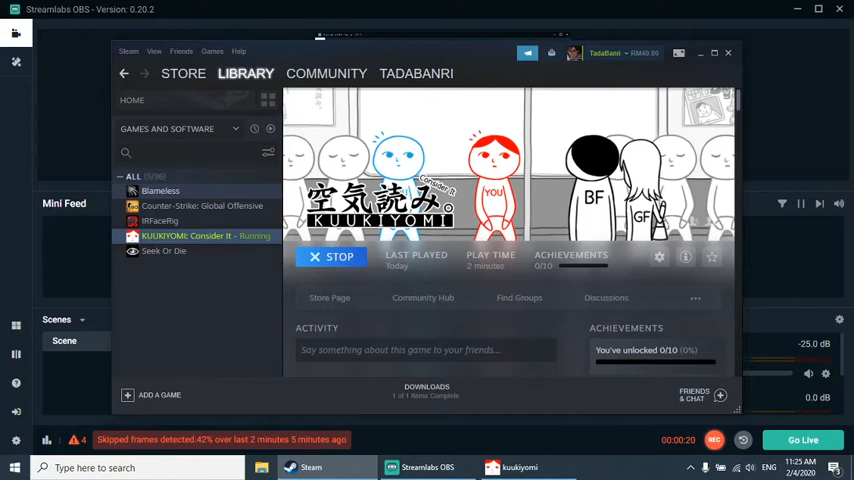 Streamlabs OBS - Version: 0.20.2
Steam View Friends Games Help
TadaBanri RM40.00
STORE LIBRARY COMMUNITY TADABANRI
HOME
GAMES AND SOFTWARE
ALL (5/96)
Blameless
Counter-Strike: Global Offensive
IRFaceRig
KUUKIYOMI: Consider It - Running
Seek Or Die
Consider It
空気読み。
KUUKIYOMI
YOU
BF
GF
STOP
LAST PLAYED
Today
PLAY TIME
2 minutes
ACHIEVEMENTS
0/10
Store Page Community Hub Find Groups Discussions
ACTIVITY
Say something about this game to your friends...
ACHIEVEMENTS
You've unlocked 0/10 (0%)
ADD A GAME
DOWNLOADS
1 of 1 Items Complete
FRIENDS
& CHAT
Mini Feed
Scenes
Scene
-25.0 dB
0.0 dB
4
Skipped frames detected:42% over last 2 minutes 5 minutes ago
00:00:20
REC
Go Live
Type here to search
Steam
Streamlabs OBS
kuukiyomi
ENG
11:25 AM
2/4/2020
3